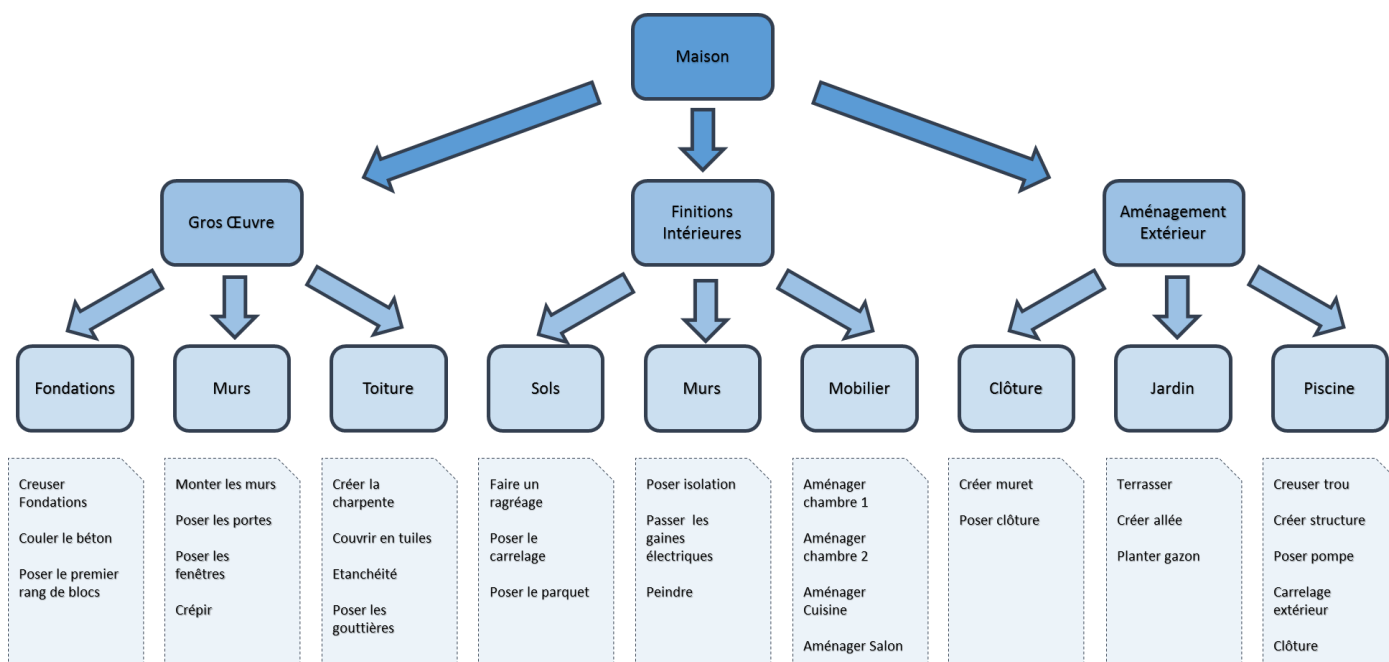 Maison
Gros Œuvre
Finitions
Intérieures
Aménagement
Extérieur
Fondations
Murs
Toiture
Sols
Murs
Mobilier
Clôture
Jardin
Piscine
Creuser
Fondations
Couler le béton
Poser le premier
rang de blocs
Monter les murs
Poser les portes
Poser les
fenêtres
Crépir
Créer la
charpente
Couvrir en tuiles
Etanchéité
Poser les
gouttières
Faire un
ragréage
Poser le
carrelage
Poser le parquet
Poser isolation
Passer les
gaines
électriques
Peindre
Aménager
chambre 1
Aménager
chambre 2
Aménager
Cuisine
Aménager Salon
Créer muret
Poser clôture
Terrasser
Créer allée
Planter gazon
Creuser trou
Créer structure
Poser pompe
Carrelage
extérieur
Clôture